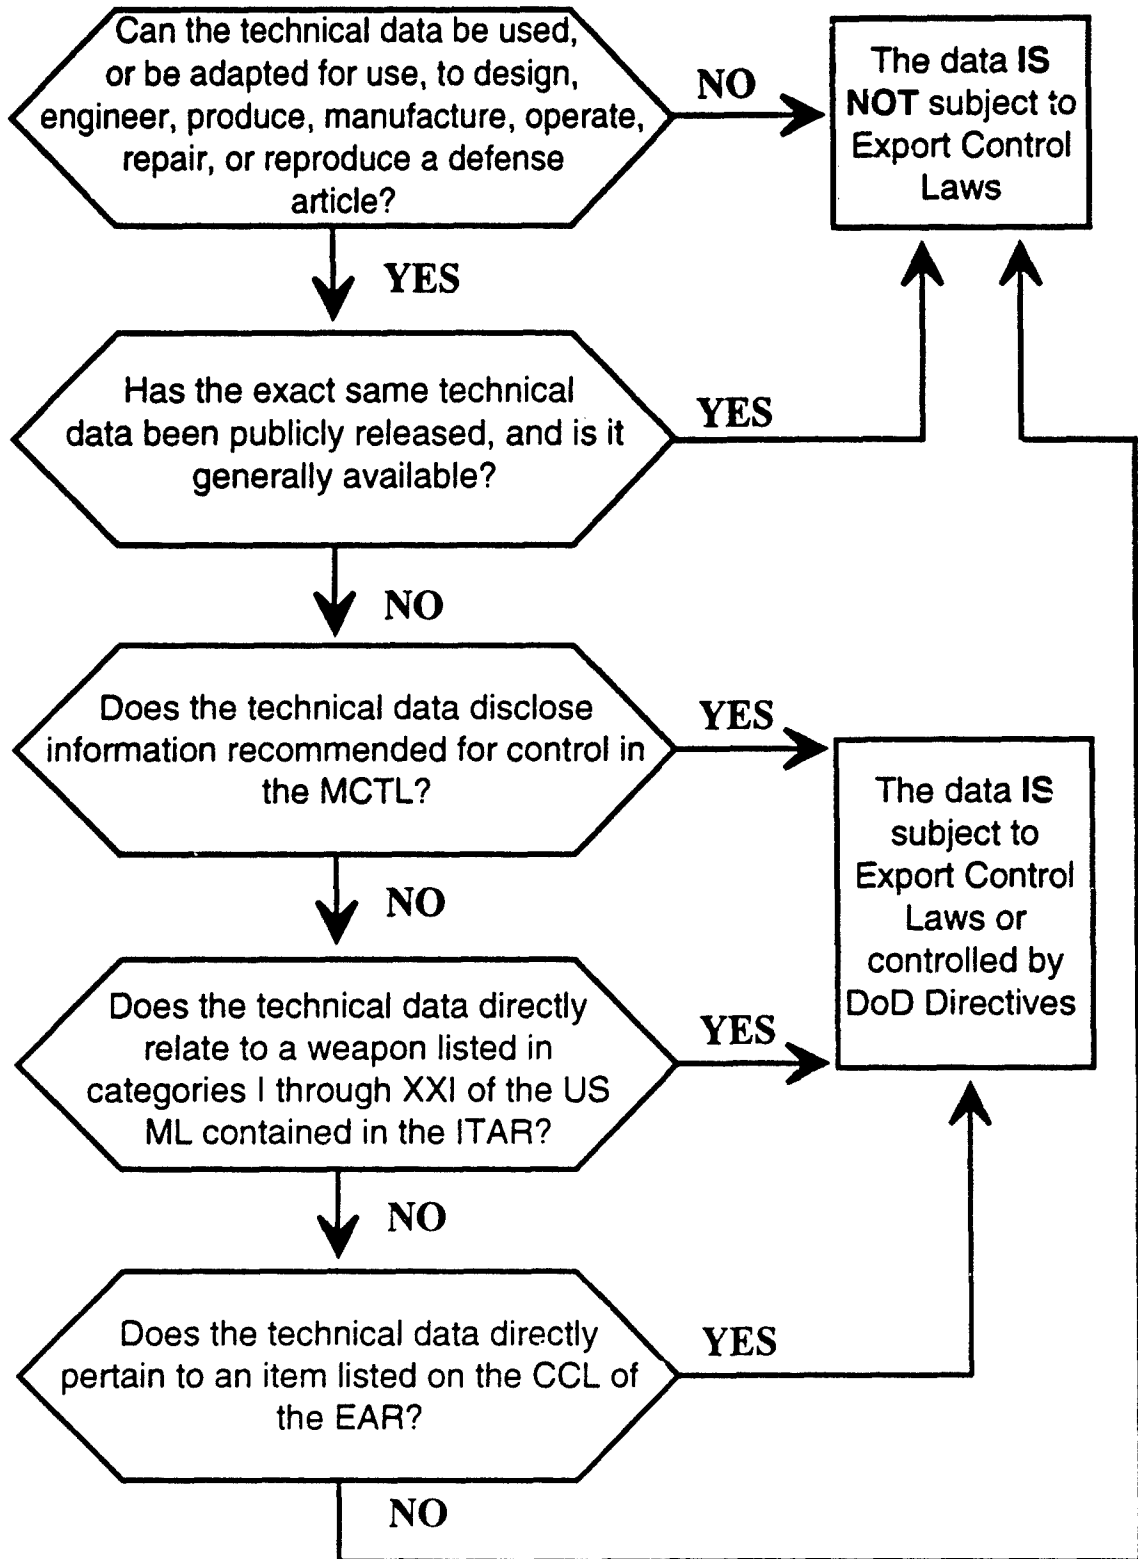 Can the technical data be used,
or be adapted for use, to design,
engineer, produce, manufacture, operate,
repair, or reproduce a defense
article?
NO
The data IS
NOT subject to
Export Control
Laws
YES
Has the exact same technical
data been publicly released, and is it
generally available?
YES
NO
Does the technical data disclose
information recommended for control in
the MCTL?
YES
The data IS
subject to
Export Control
Laws or
controlled by
DoD Directives
NO
Does the technical data directly
relate to a weapon listed in
categories I through XXI of the US
ML contained in the ITAR?
YES
NO
Does the technical data directly
pertain to an item listed on the CCL of
the EAR?
YES
NO